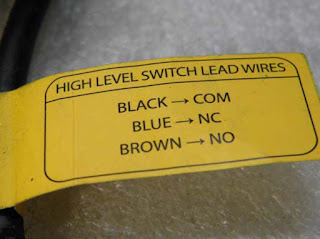 HIGH LEVEL SWITCH LEAD WIRES
BLACK → COM
BLUE → NC
BROWN → NO